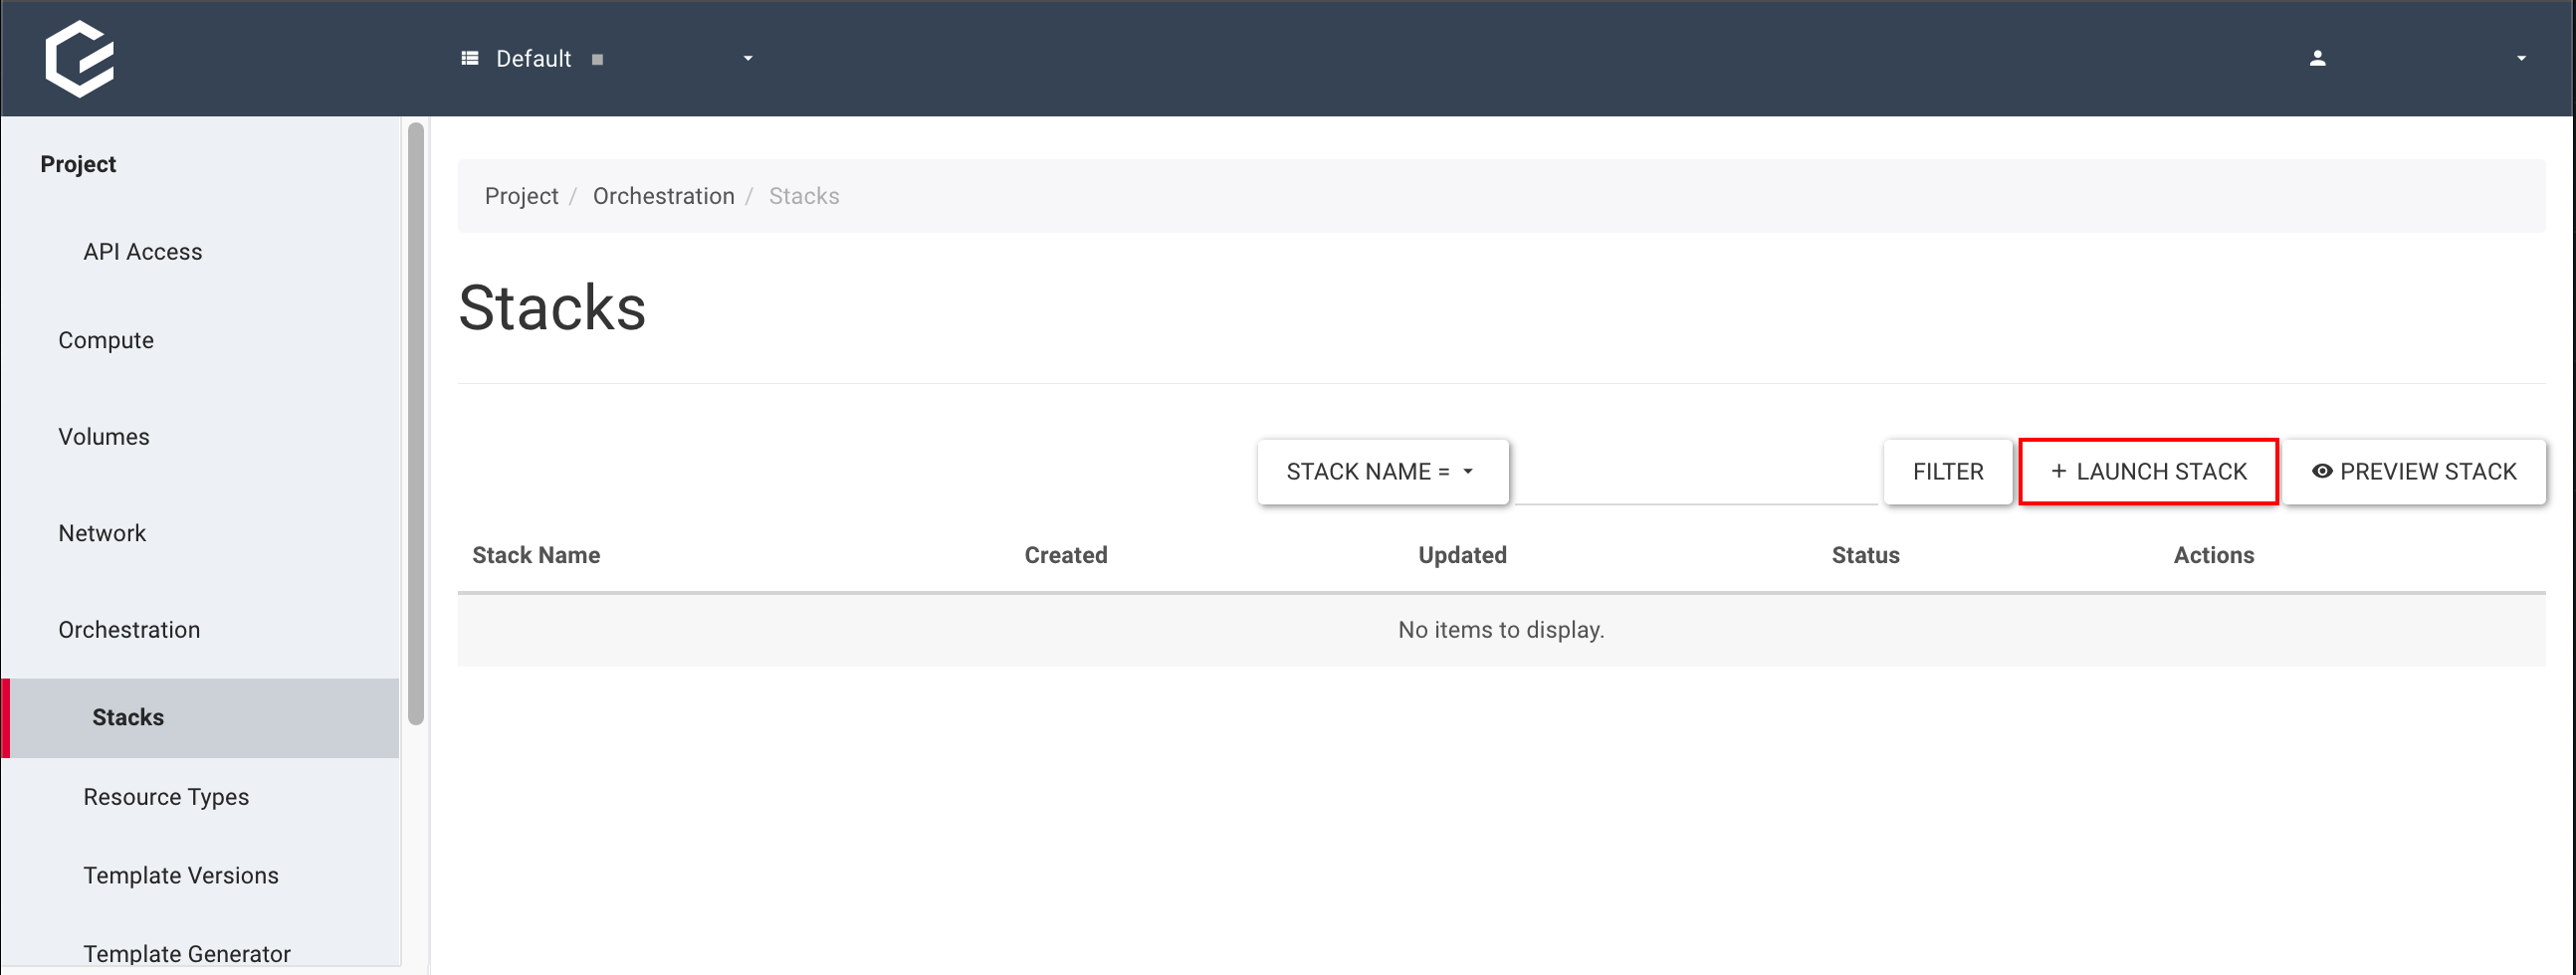 Default
Project
API Access
Compute
Volumes
Network
Orchestration
Stacks
Resource Types
Template Versions
Template Generator
Project / Orchestration / Stacks
Stacks
STACK NAME = FILTER + LAUNCH STACK PREVIEW STACK
Stack Name Created Updated Status Actions
No items to display.